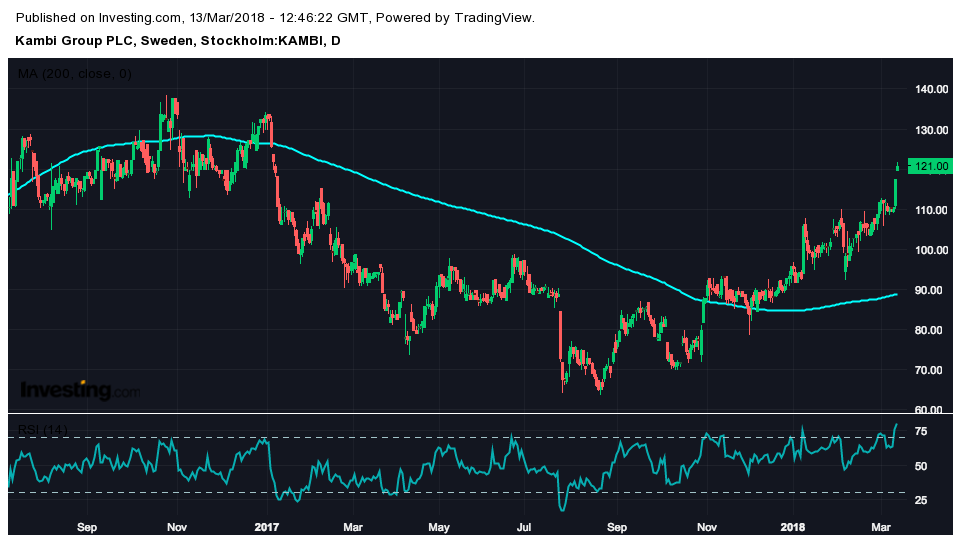 Published on Investing.com, 13/Mar/2018 - 12:46:22 GMT, Powered by TradingView.
Kambi Group PLC, Sweden, Stockholm:KAMBI, D
MA (200, close, 0)
140.00
130.00
121.00
110.00
100.00
90.00
80.00
70.00
60.00
Investing.com
RSI (14)
75
50
25
Sep Nov 2017 Mar May Jul Sep Nov 2018 Mar